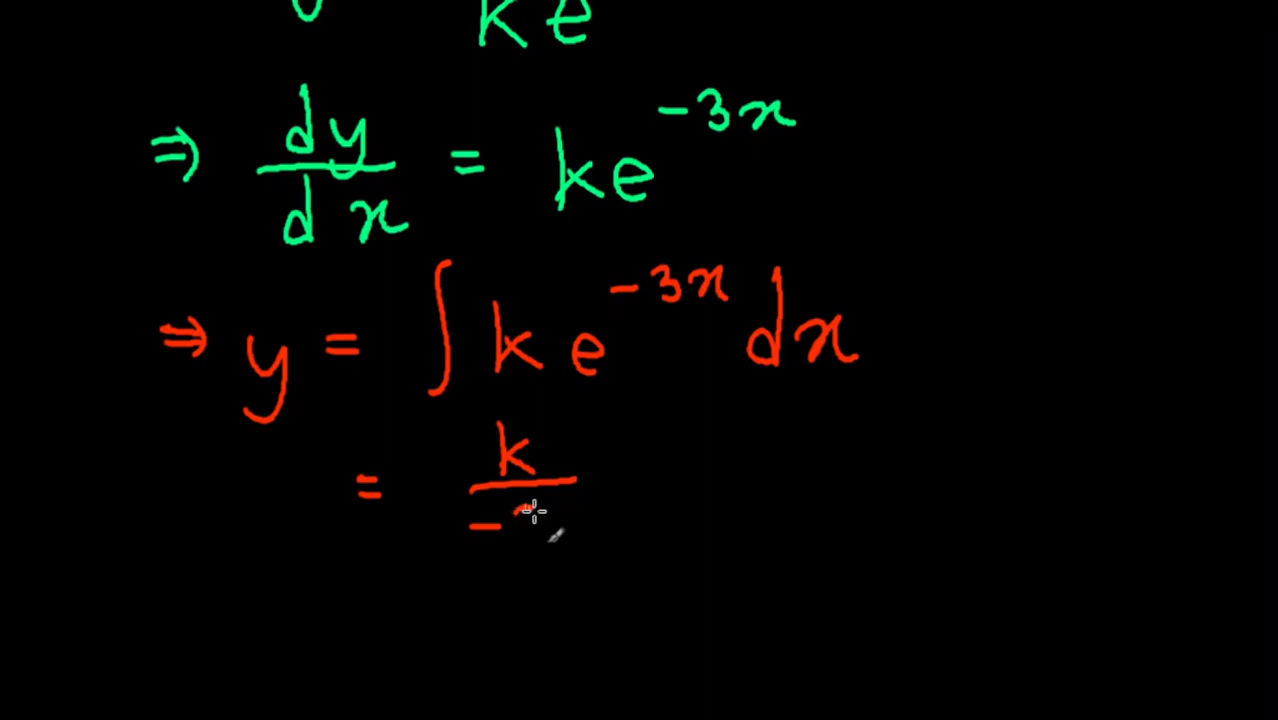 ke
⇒ dy/dx = ke^{-3x}
⇒ y = ∫ ke^{-3x} dx
= k/-